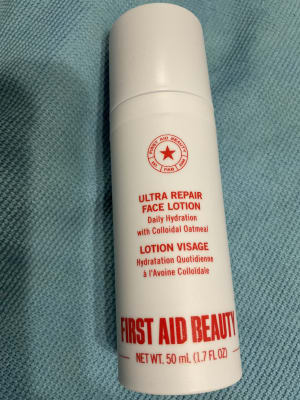 FIRST AID BEAUTY
FAB
ULTRA REPAIR
FACE LOTION
Daily Hydration
with Colloidal Oatmeal
LOTION VISAGE
Hydratation Quotidienne
à l'Avoine Colloïdale
FIRST AID BEAUTY
NET WT. 50 mL (1.7 FL OZ)